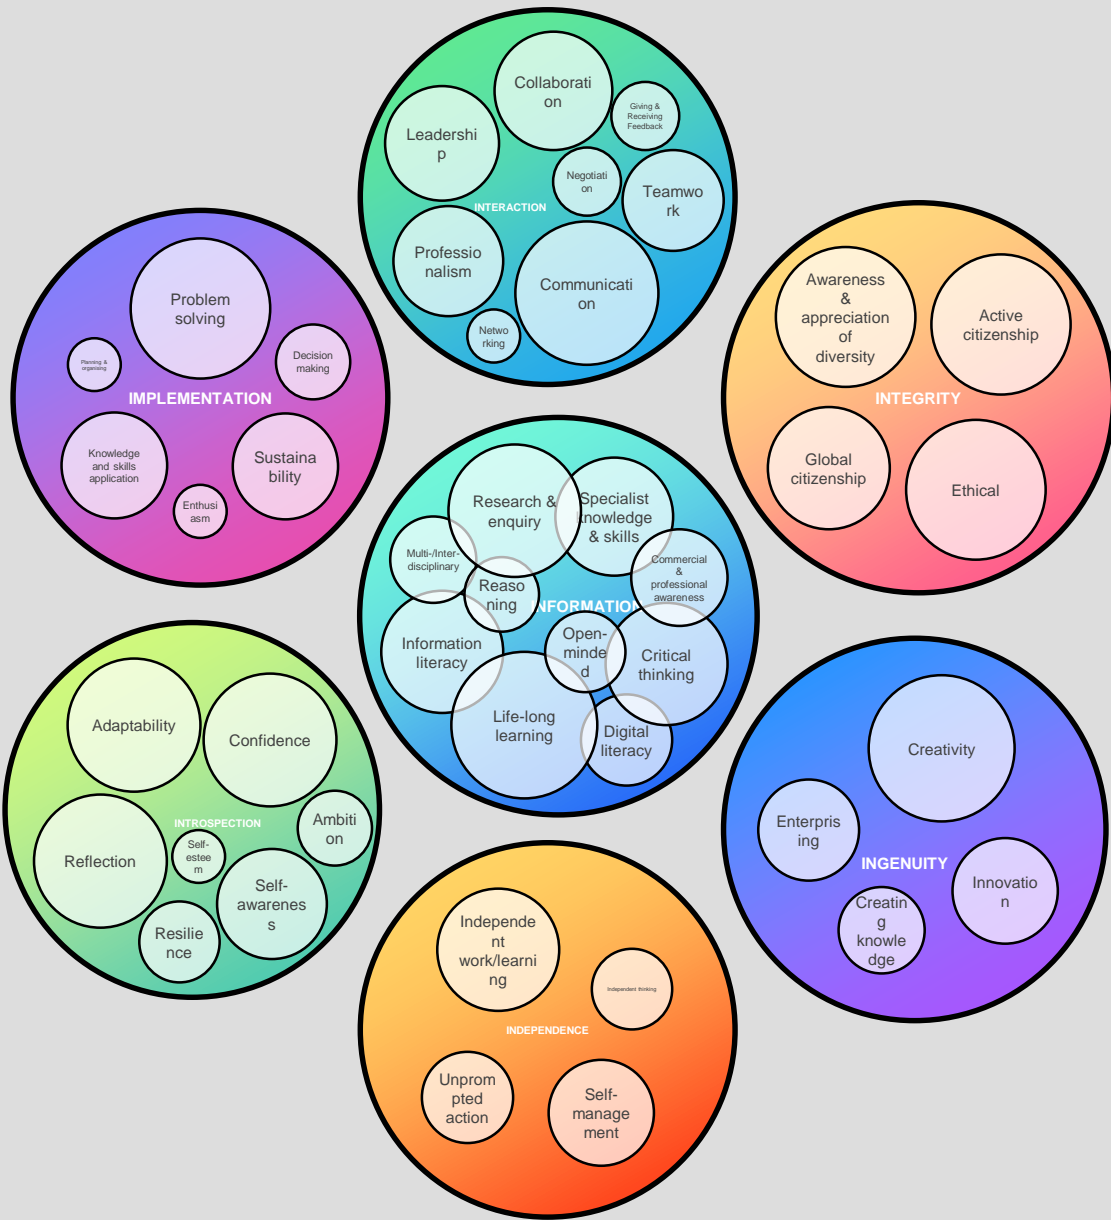 Collaborati
on
Giving &
Receiving
Feedback
Leadershi
p
Negotiati
on
Teamwo
rk
INTERACTION
Professio
nalism
Communicati
on
Netwo
rking
Problem
solving
Planning &
organising
Decision
making
IMPLEMENTATION
Knowledge
and skills
application
Sustaina
bility
Enthusi
asm
Awareness
&
appreciation
of
diversity
Active
citizenship
INTEGRITY
Global
citizenship
Ethical
Research &
enquiry
Specialist
knowledge
& skills
Multi-/Inter-
disciplinary
Commercial
&
professional
awareness
Reaso
ning
INFORMATION
Information
literacy
Open-
minde
d
Critical
thinking
Life-long
learning
Digital
literacy
Adaptability
Confidence
INTROSPECTION
Ambiti
on
Reflection
Self-
estee
m
Self-
awarenes
s
Resilie
nce
Creativity
Enterpris
ing
INGENUITY
Innovatio
n
Creatin
g
knowle
dge
Independe
nt
work/learni
ng
Independent thinking
INDEPENDENCE
Unprom
pted
action
Self-
manage
ment